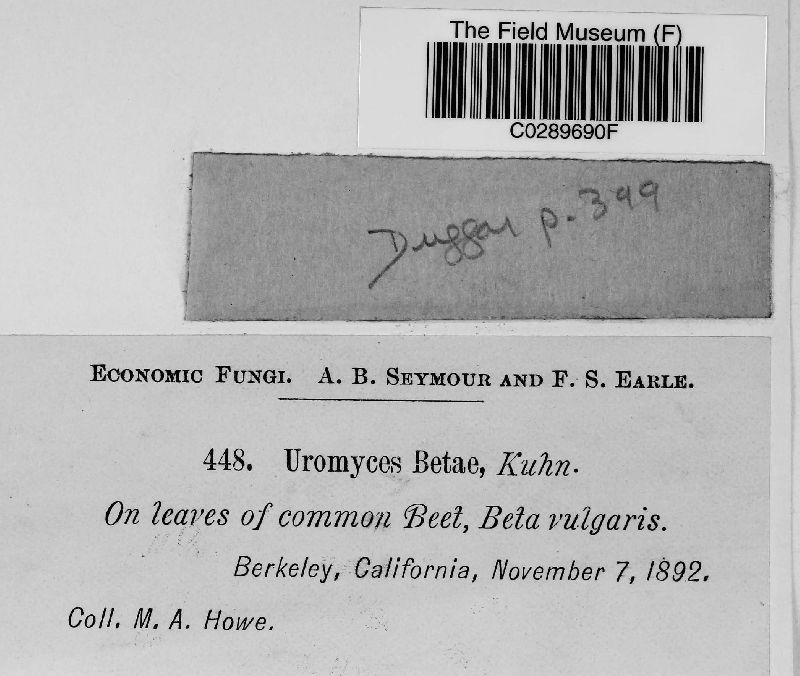 The Field Museum (F)
C0289690F
Duggar p. 399
Economic Fungi. A. B. Seymour and F. S. Earle.
448. Uromyces Betae, Kuhn.
On leaves of common Beet, Beta vulgaris.
Berkeley, California, November 7, 1892.
Coll. M. A. Howe.